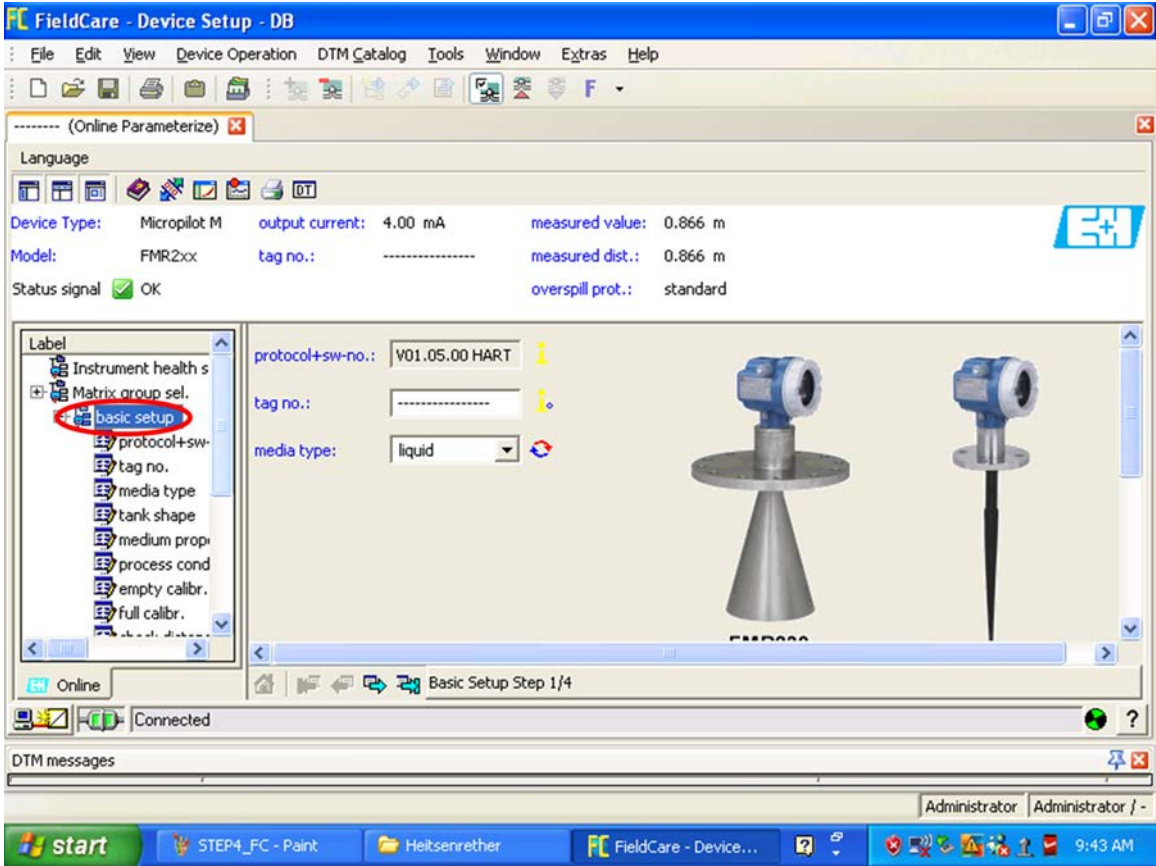 FieldCare - Device Setup - DB
File Edit View Device Operation DTM Catalog Tools Window Extras Help
F
-------- (Online Parameterize)
Language
DT
Device Type: Micropilot M output current: 4.00 mA measured value: 0.866 m
Model: FMR2xx tag no.: ---------------- measured dist.: 0.866 m
Status signal OK overspill prot.: standard
Label
Instrument health s
Matrix group sel.
basic setup
protocol+sw-
tag no.
media type
tank shape
medium prop
process cond
empty calibr.
full calibr.
protocol+sw-no.: V01.05.00 HART
tag no.: ----------------
media type: liquid
Online
Basic Setup Step 1/4
Connected
?
DTM messages
Administrator Administrator / -
start STEP4_FC - Paint Heitsenrether FieldCare - Device... 9:43 AM